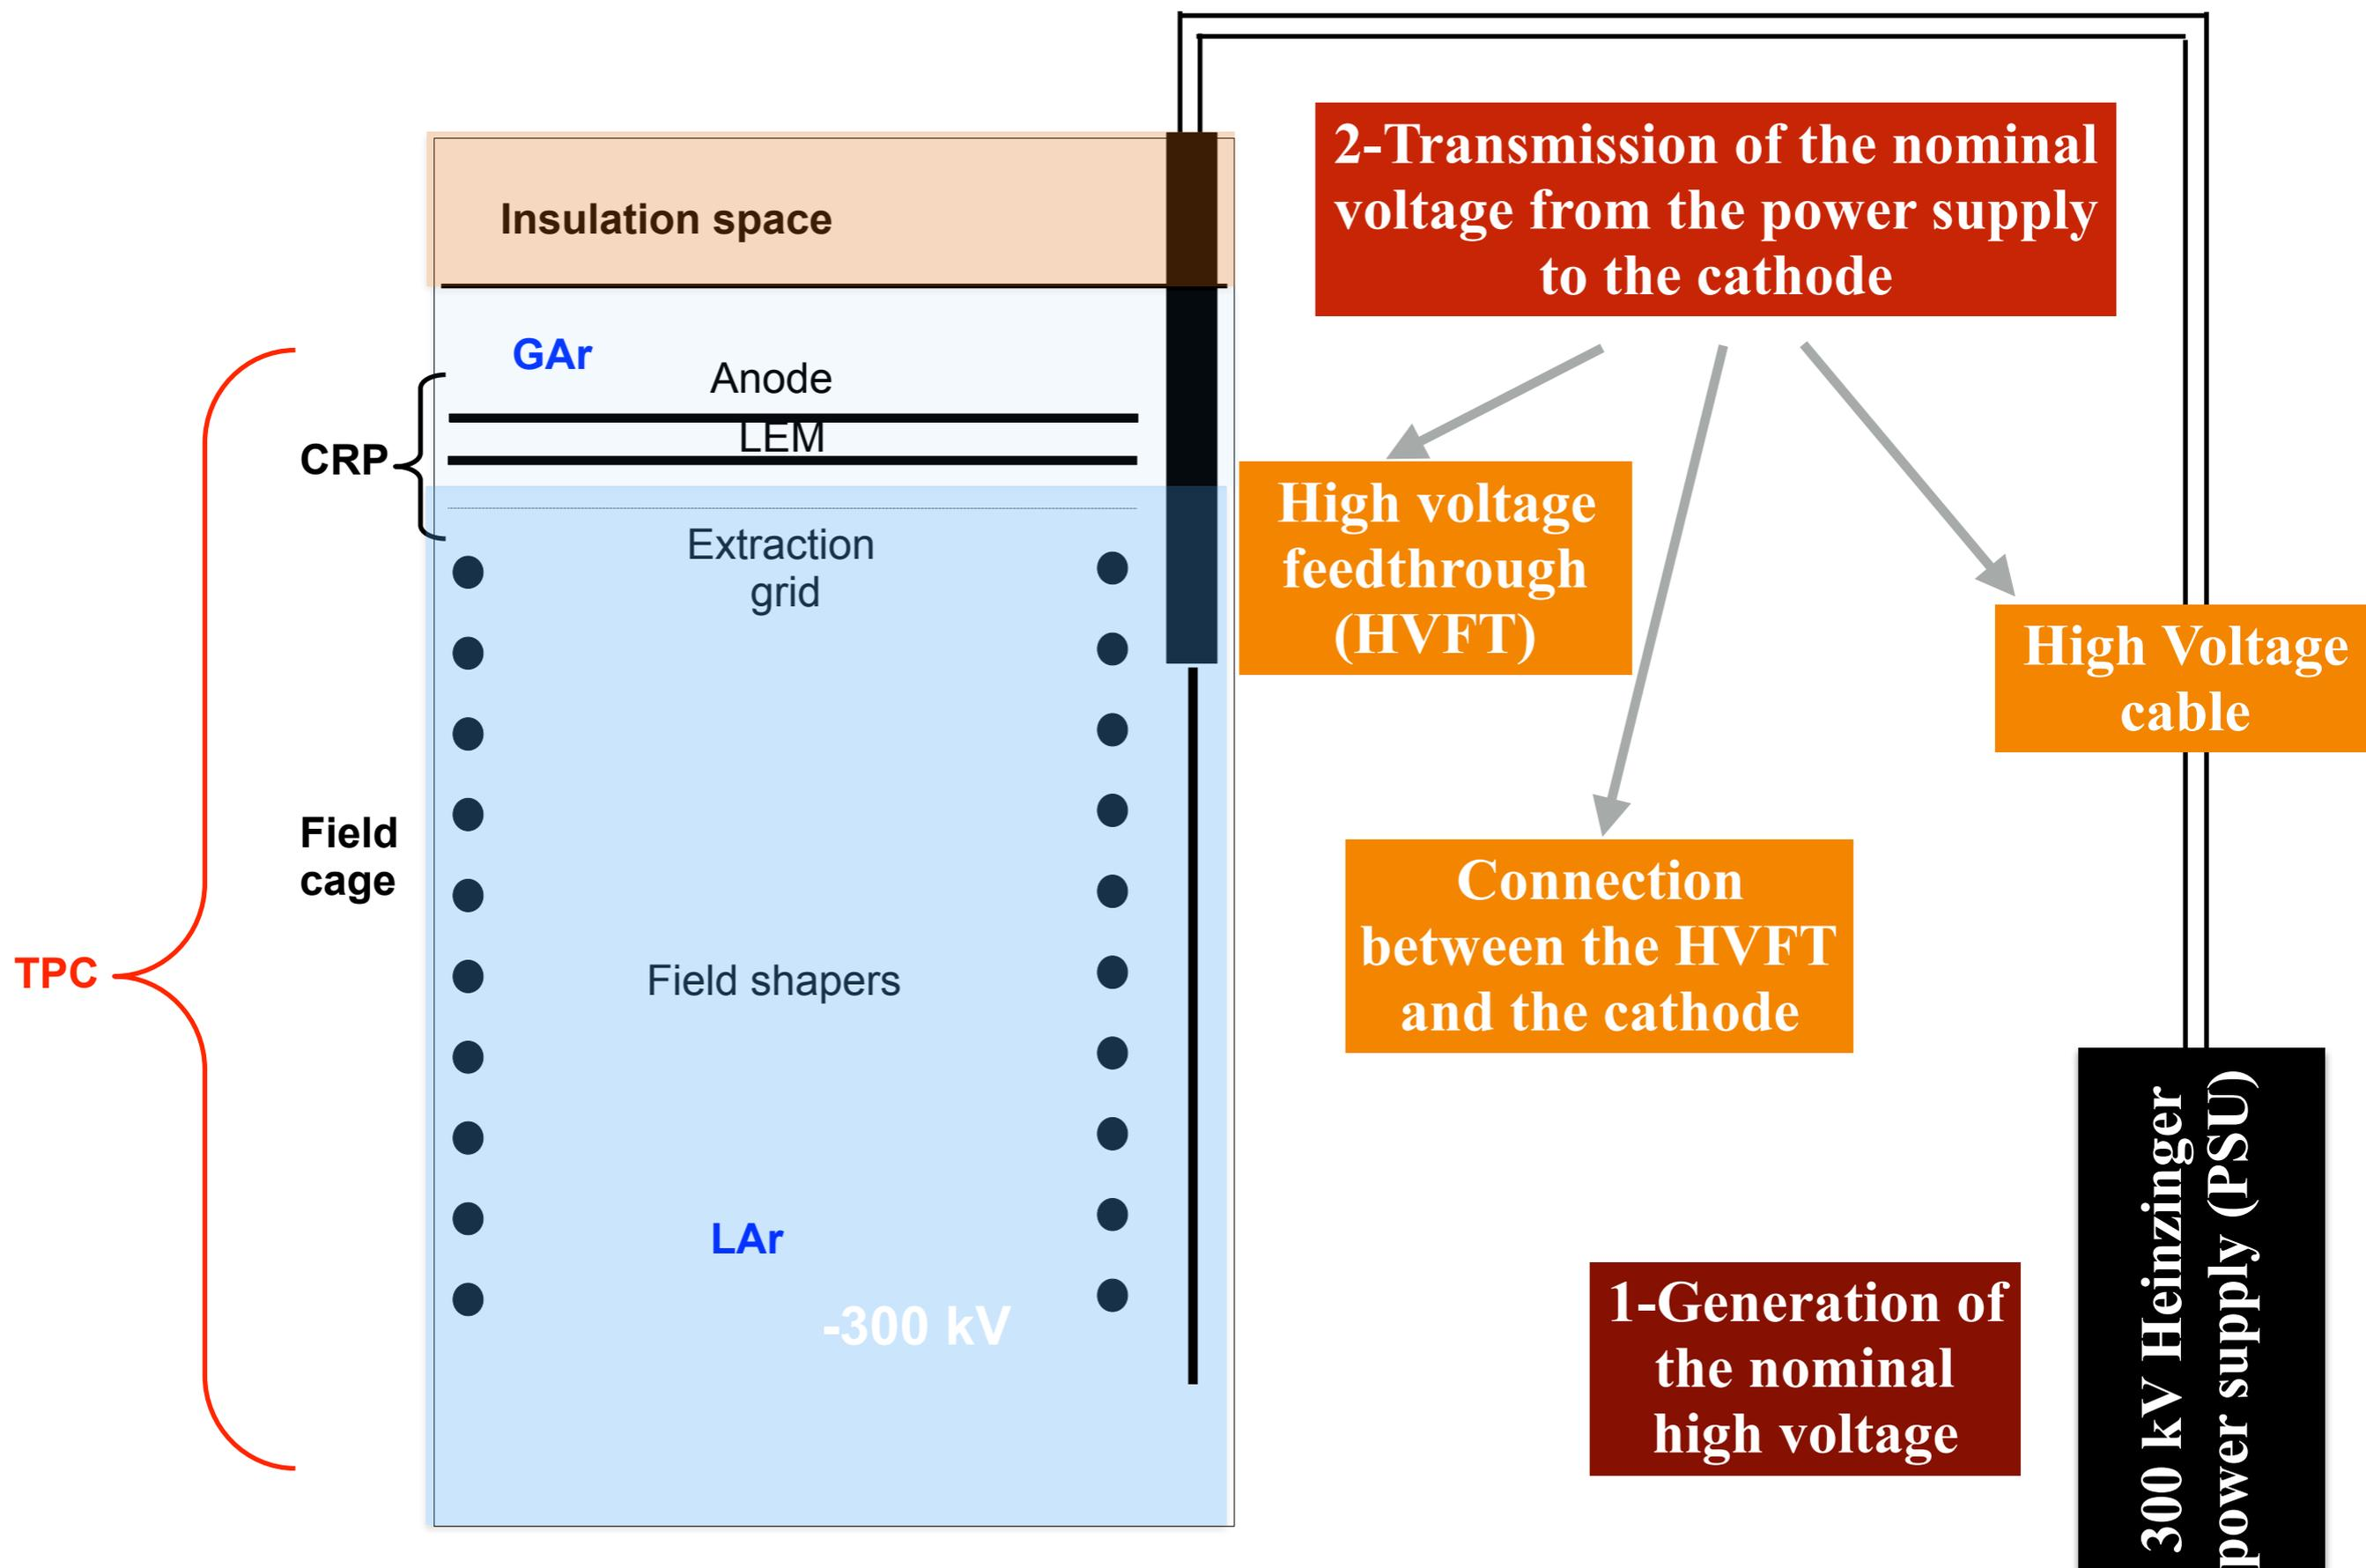 2-Transmission of the nominal
voltage from the power supply
to the cathode
Insulation space
GAr
Anode
LEM
CRP
High voltage
feedthrough
(HVFT)
Extraction
grid
High Voltage
cable
Field
cage
Connection
between the HVFT
and the cathode
TPC
Field shapers
LAr
-300 kV
1-Generation of
the nominal
high voltage
300 kV Heinzinger
power supply (PSU)